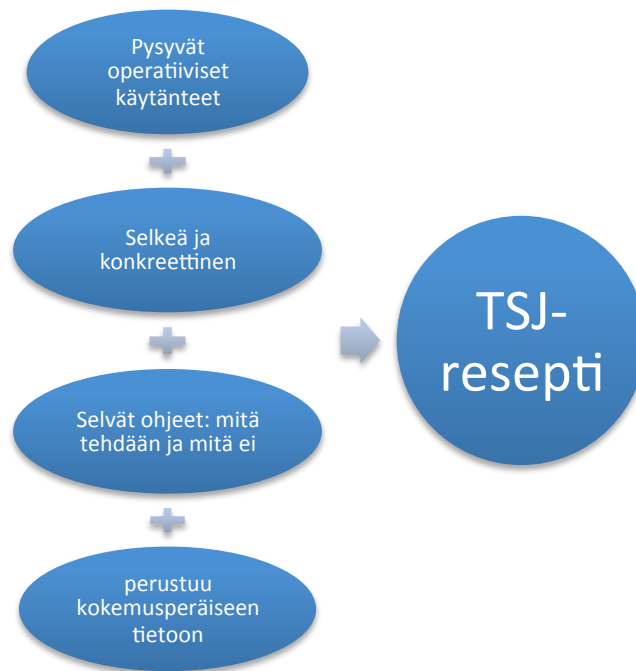 Pysyvät
operatiiviset
käytänteet
Selkeä ja
konkreettinen
Selvät ohjeet: mitä
tehdään ja mitä ei
perustuu
kokemusperäiseen
tietoon
TSJ-
resepti